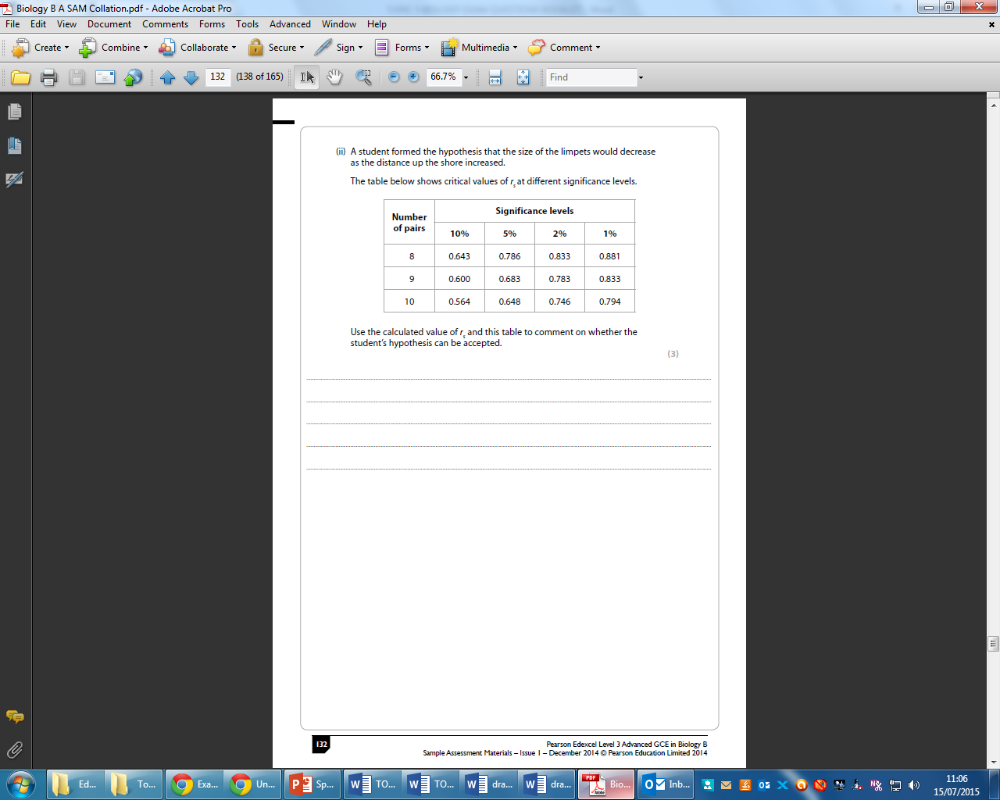 Biology B A SAM Collation.pdf - Adobe Acrobat Pro
File Edit View Document Comments Forms Tools Advanced Window Help
Create Combine Collaborate Secure Sign Forms Multimedia Comment
132 (138 of 165) 66.7% Find
(ii) A student formed the hypothesis that the size of the limpets would decrease
as the distance up the shore increased.
The table below shows critical values of rs at different significance levels.
Number of pairs Significance levels
10% 5% 2% 1%
8 0.643 0.786 0.833 0.881
9 0.600 0.683 0.783 0.833
10 0.564 0.648 0.746 0.794
Use the calculated value of rs and this table to comment on whether the
student's hypothesis can be accepted.
(3)
132
Pearson Edexcel Level 3 Advanced GCE in Biology B
Sample Assessment Materials – Issue 1 – December 2014 © Pearson Education Limited 2014
Ed... To... Exa... Un... Sp... TO... TO... dra... dra... Bio... Inb...
11:06
15/07/2015